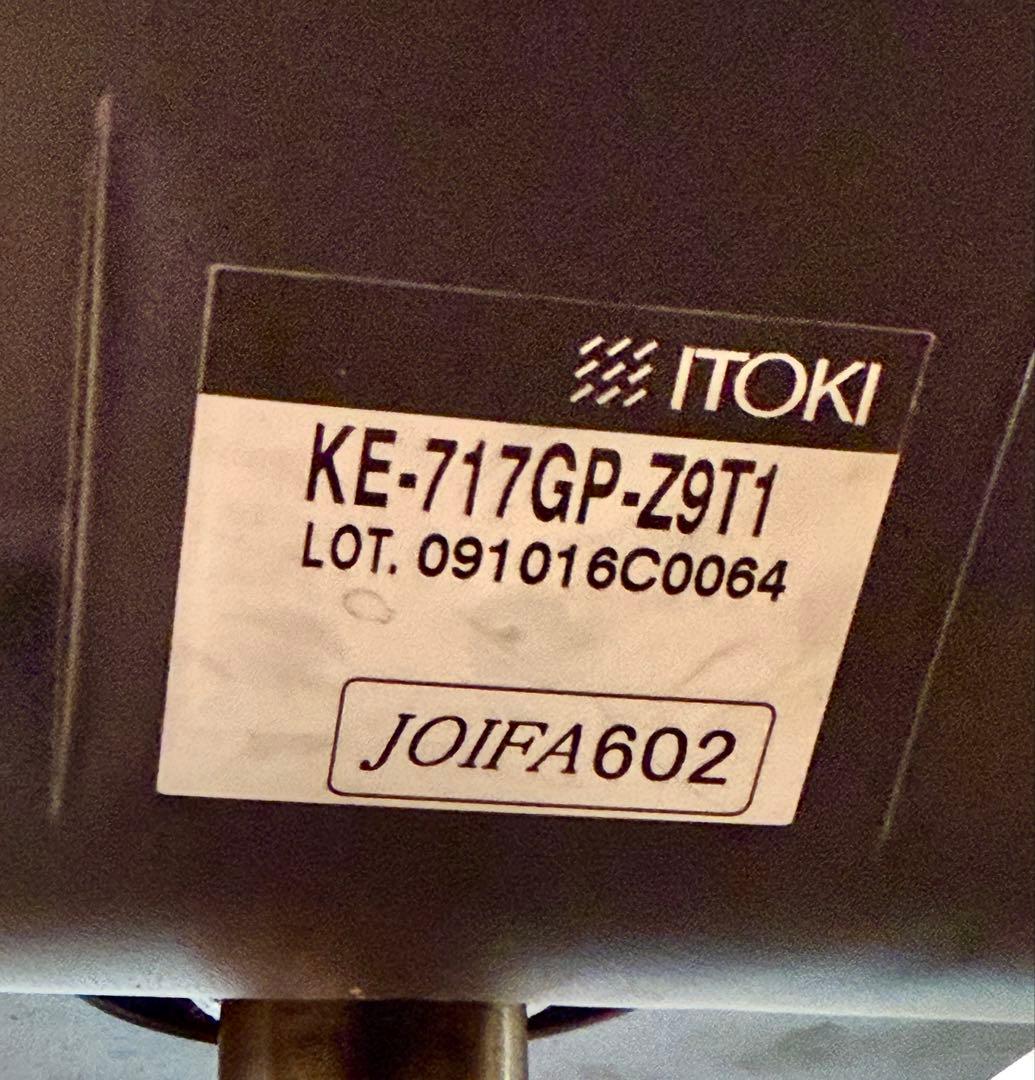 ITOKI
KE-717GP-Z9T1
LOT. 091016C0064
JOIFA602